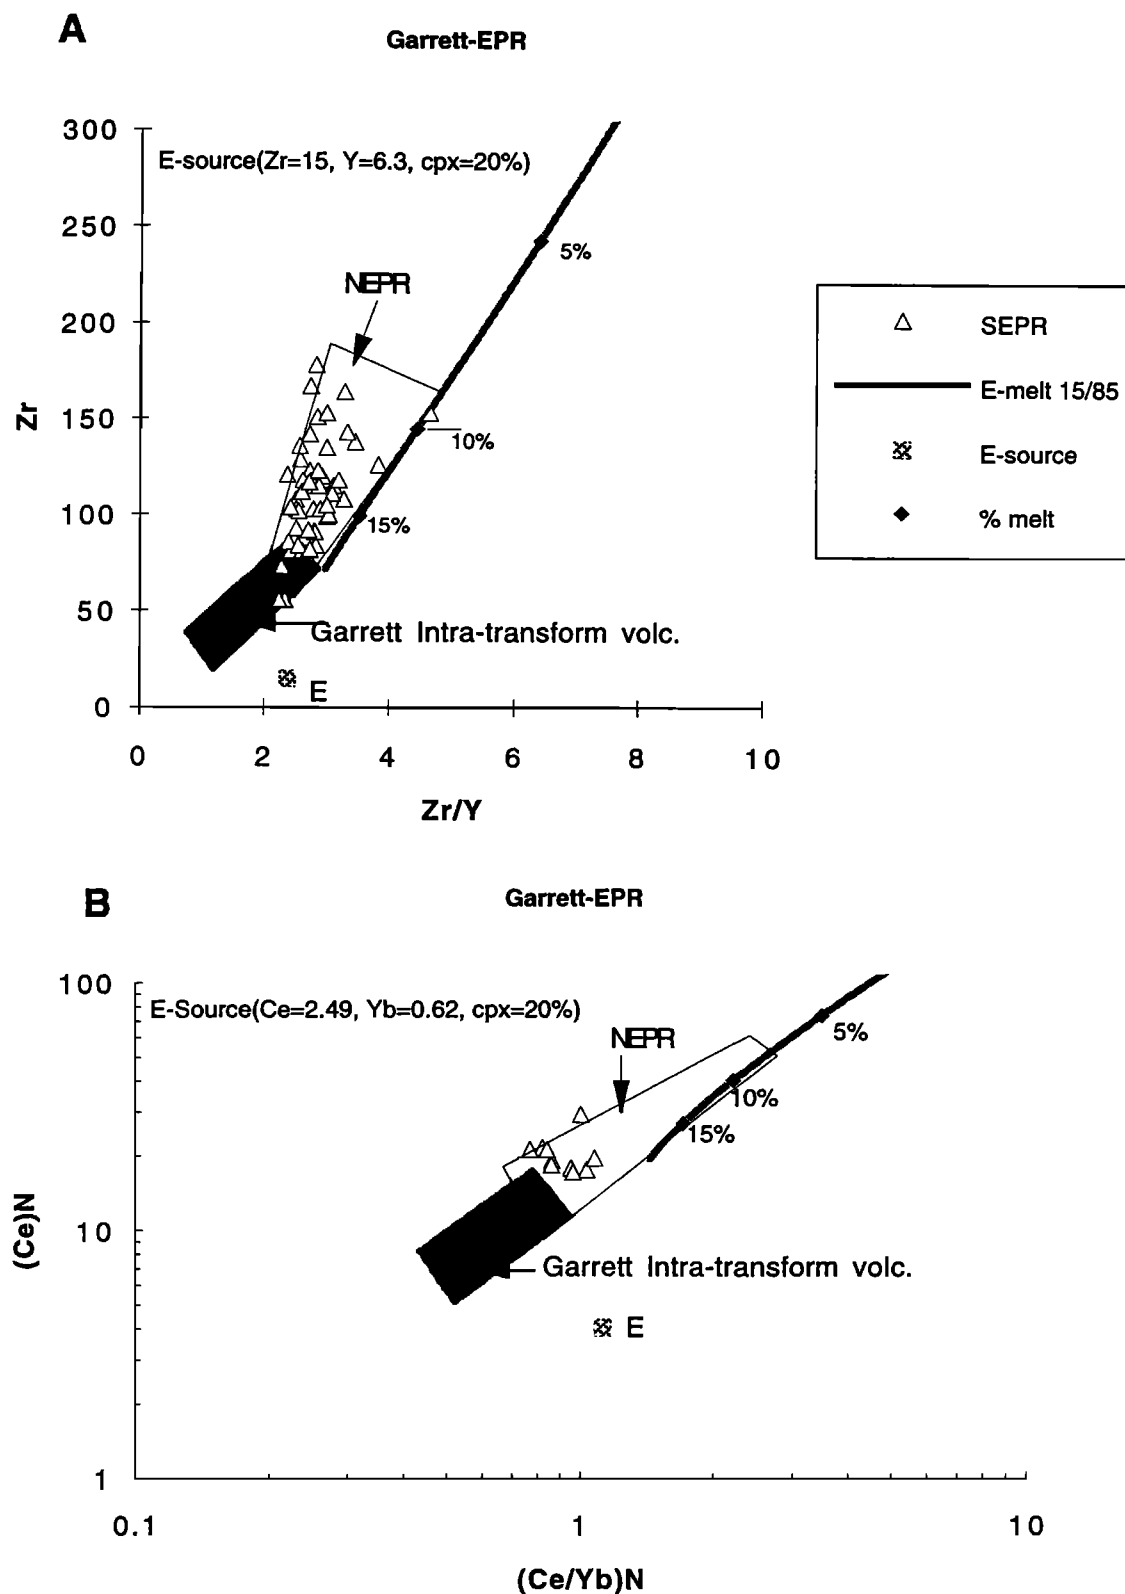 A
Garrett-EPR
300
E-source(Zr=15, Y=6.3, cpx=20%)
250
5%
NEPR
200
SEPR
E-melt 15/85
150
Zr
10%
E-source
100
15%
% melt
50
Garrett Intra-transform volc.
E
0
0 2 4 6 8 10
Zr/Y
B
Garrett-EPR
100
E-Source(Ce=2.49, Yb=0.62, cpx=20%)
NEPR
5%
10%
15%
(Ce)N
10
Garrett Intra-transform volc.
E
1
0.1 1 10
(Ce/Yb)N